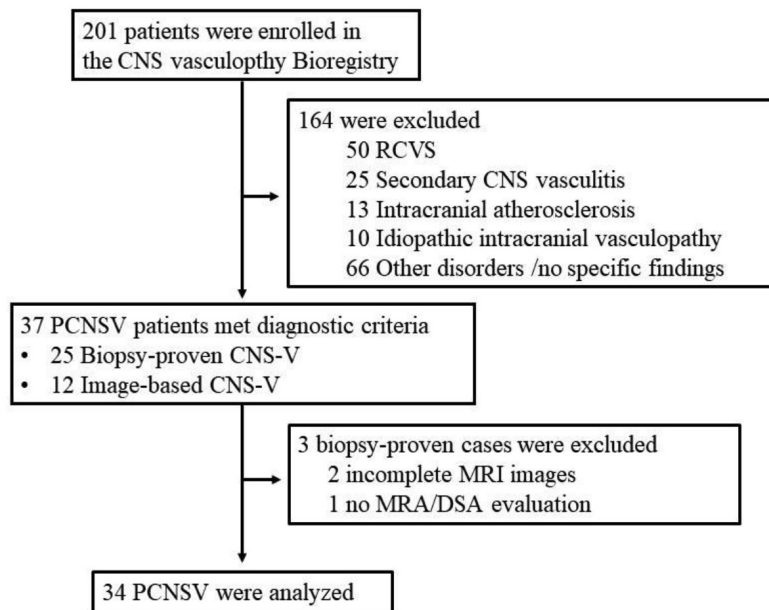 201 patients were enrolled in
the CNS vasculopthy Bioregistry
164 were excluded
50 RCVS
25 Secondary CNS vasculitis
13 Intracranial atherosclerosis
10 Idiopathic intracranial vasculopathy
66 Other disorders /no specific findings
37 PCNSV patients met diagnostic criteria
• 25 Biopsy-proven CNS-V
• 12 Image-based CNS-V
3 biopsy-proven cases were excluded
2 incomplete MRI images
1 no MRA/DSA evaluation
34 PCNSV were analyzed